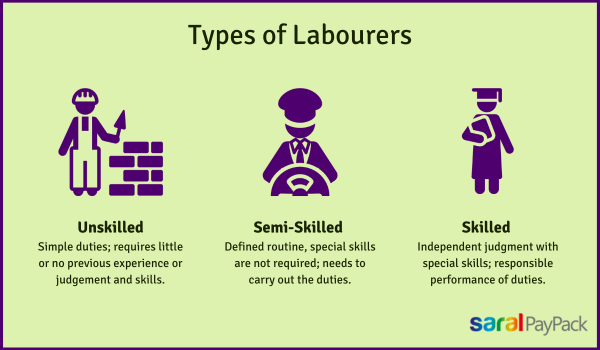 Types of Labourers
Unskilled
Simple duties; requires little
or no previous experience or
judgement and skills.
Semi-Skilled
Defined routine, special skills
are not required; needs to
carry out the duties.
Skilled
Independent judgment with
special skills; responsible
performance of duties.
saral PayPack